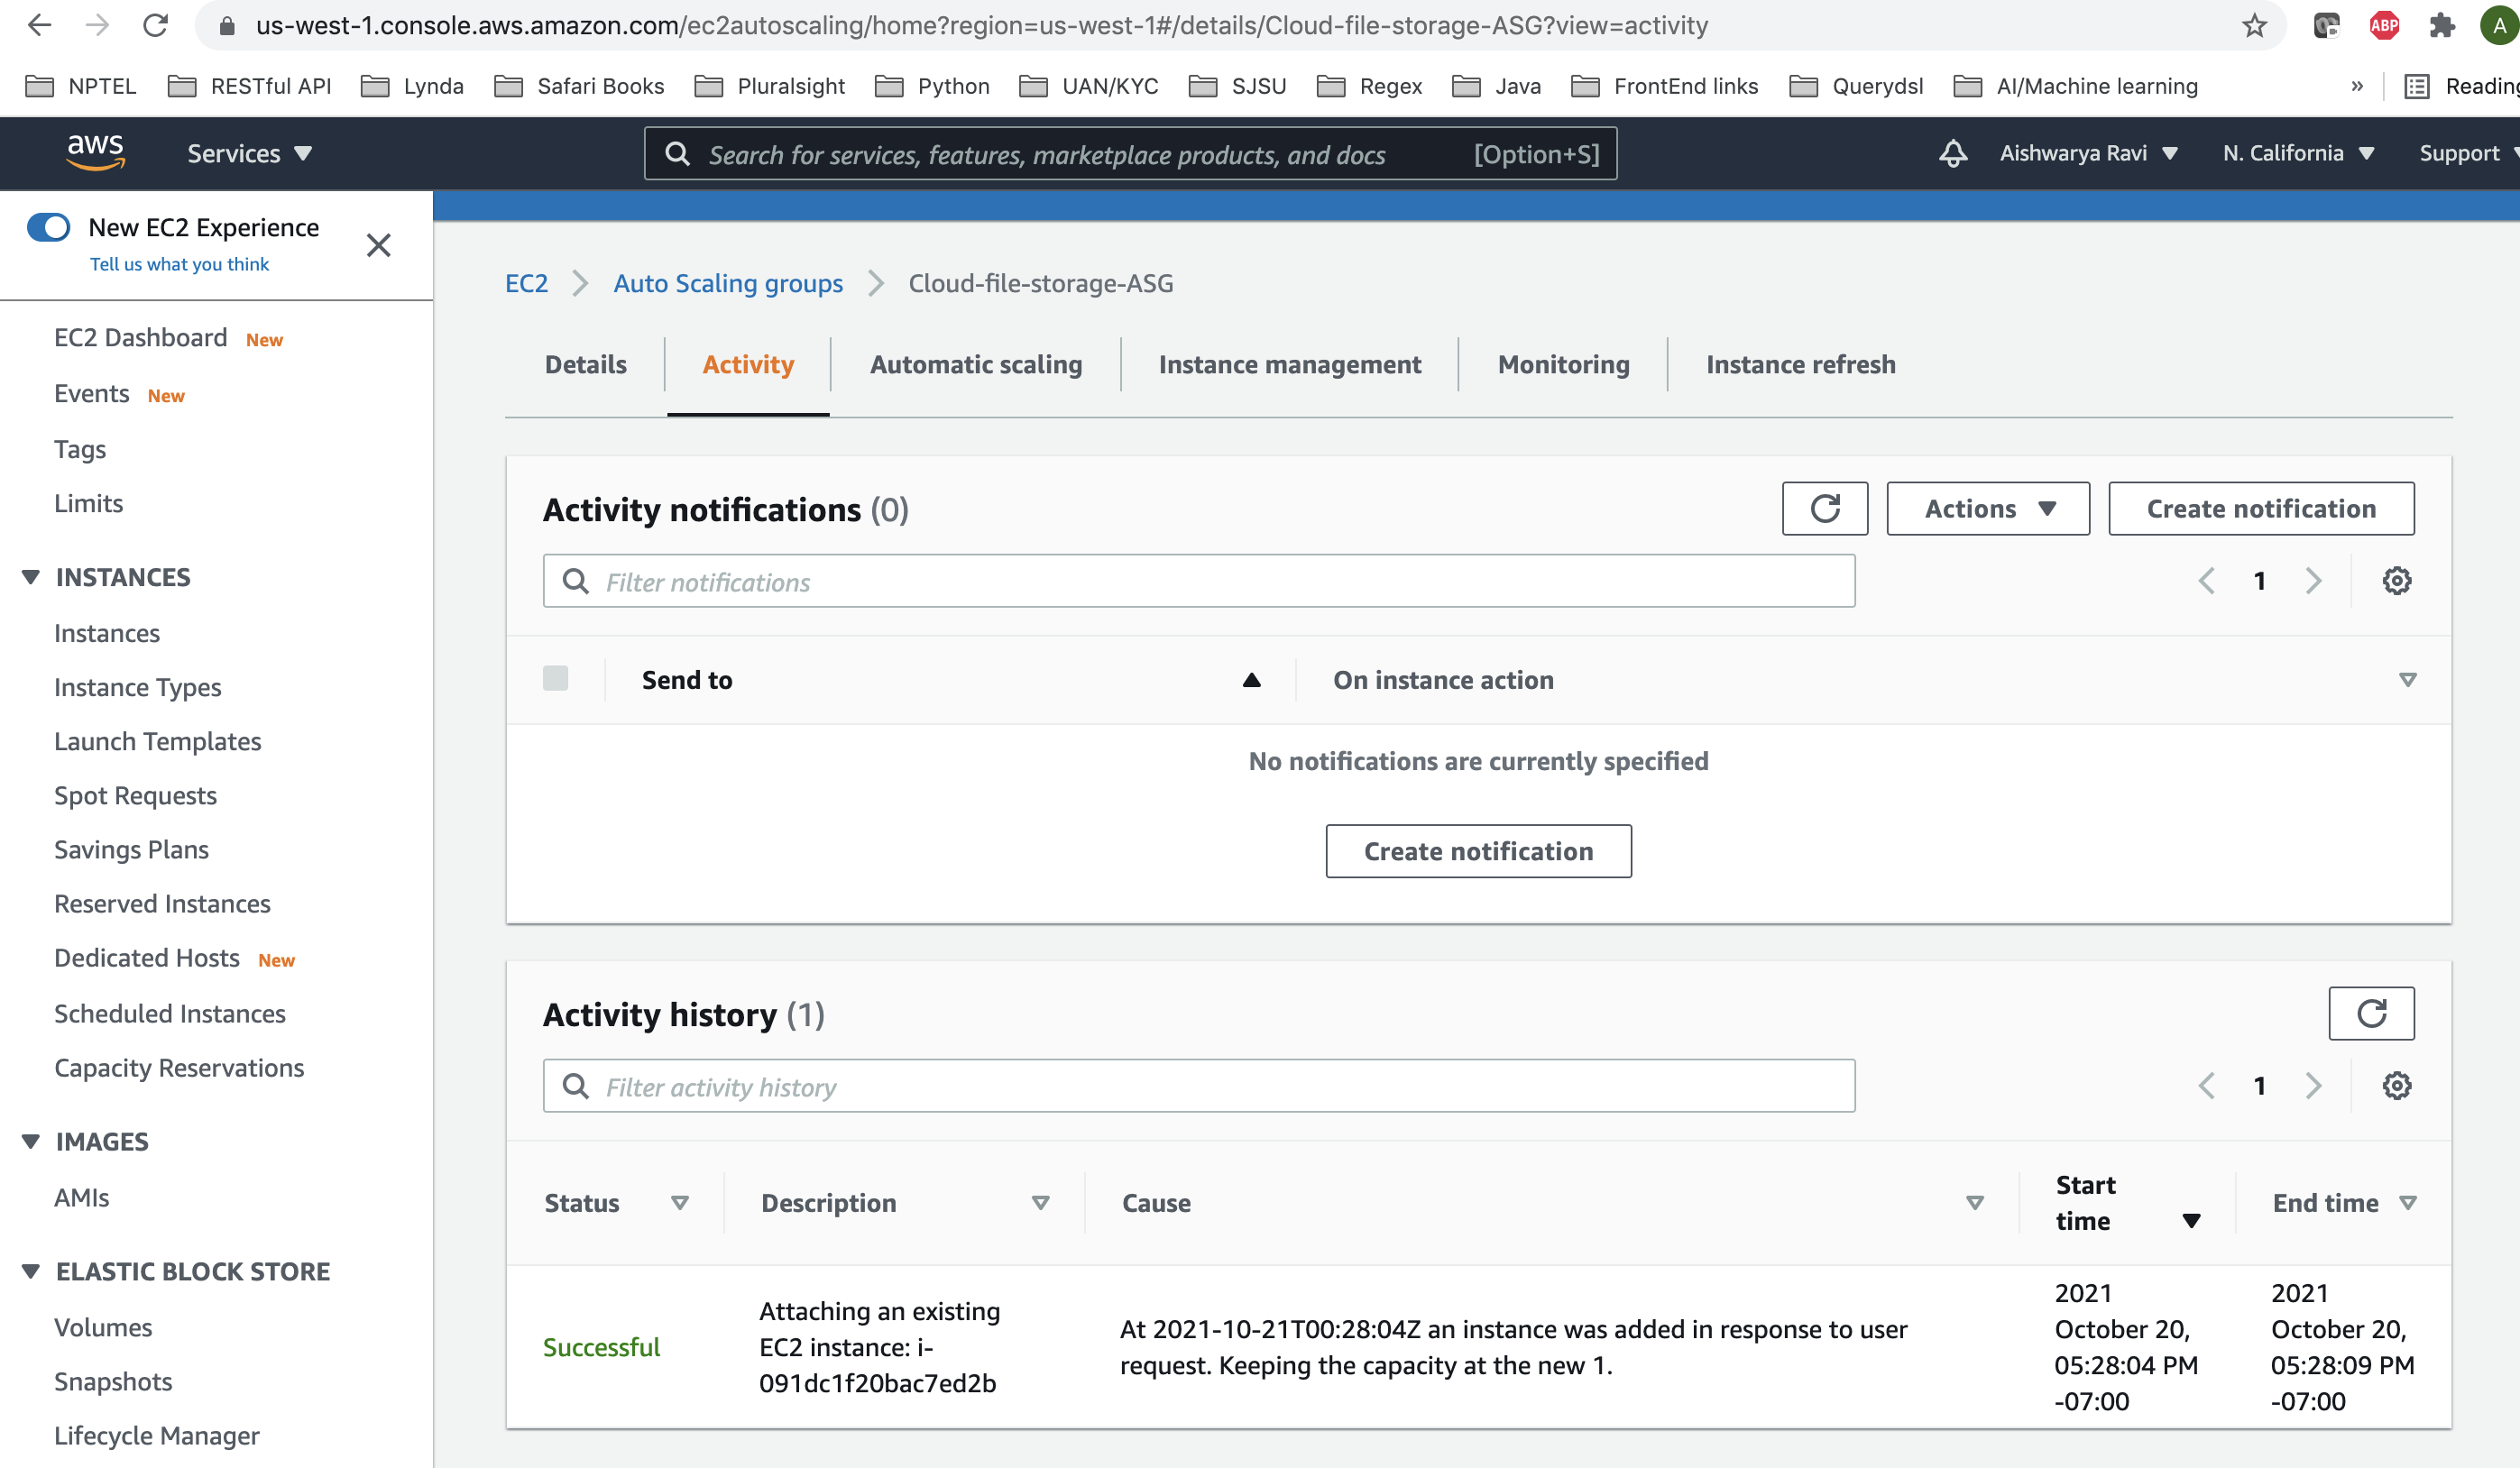 us-west-1.console.aws.amazon.com/ec2autoscaling/home?region=us-west-1#/details/Cloud-file-storage-ASG?view=activity
ABP
A
NPTEL RESTful API Lynda Safari Books Pluralsight Python UAN/KYC SJSU Regex Java FrontEnd links Querydsl AI/Machine learning » Reading
aws Services Search for services, features, marketplace products, and docs [Option+S] Aishwarya Ravi N. California Support
New EC2 Experience
Tell us what you think
EC2 Dashboard New
Events New
Tags
Limits
INSTANCES
Instances
Instance Types
Launch Templates
Spot Requests
Savings Plans
Reserved Instances
Dedicated Hosts New
Scheduled Instances
Capacity Reservations
IMAGES
AMIs
ELASTIC BLOCK STORE
Volumes
Snapshots
Lifecycle Manager
EC2 Auto Scaling groups Cloud-file-storage-ASG
Details Activity Automatic scaling Instance management Monitoring Instance refresh
Activity notifications (0) Actions Create notification
Filter notifications 1
Send to On instance action
No notifications are currently specified
Create notification
Activity history (1)
Filter activity history 1
Status Description Cause Start time End time
Successful
Attaching an existing
EC2 instance: i-
091dc1f20bac7ed2b
At 2021-10-21T00:28:04Z an instance was added in response to user
request. Keeping the capacity at the new 1.
2021
October 20,
05:28:04 PM
-07:00
2021
October 20,
05:28:09 PM
-07:00